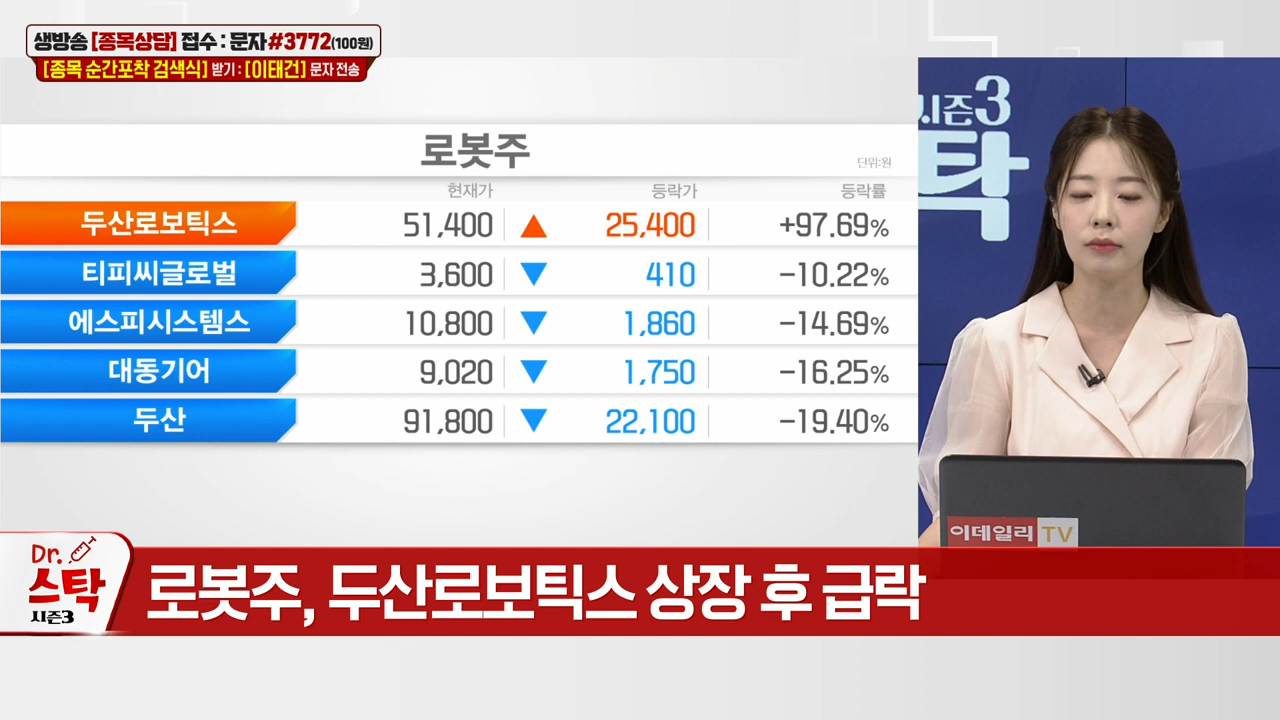 생방송 [종목상담] 접수 : 문자#3772(100원)
[종목 순간포착 검색식] 받기 : [이태건] 문자 전송
로봇주
단위:원
현재가 등락가 등락률
두산로보틱스 51,400 ▲ 25,400 +97.69%
티피씨글로벌 3,600 ▼ 410 -10.22%
에스피시스템스 10,800 ▼ 1,860 -14.69%
대동기어 9,020 ▼ 1,750 -16.25%
두산 91,800 ▼ 22,100 -19.40%
시즌3
탁
이데일리 TV
Dr.
스탁
시즌3
로봇주, 두산로보틱스 상장 후 급락